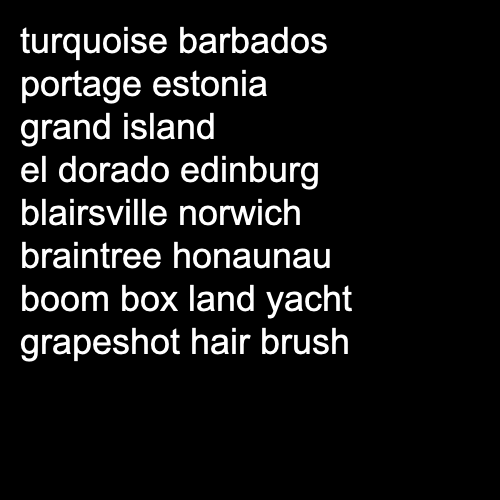 turquoise barbados
portage estonia
grand island
el dorado edinburg
blairsville norwich
braintree honaunau
boom box land yacht
grapeshot hair brush